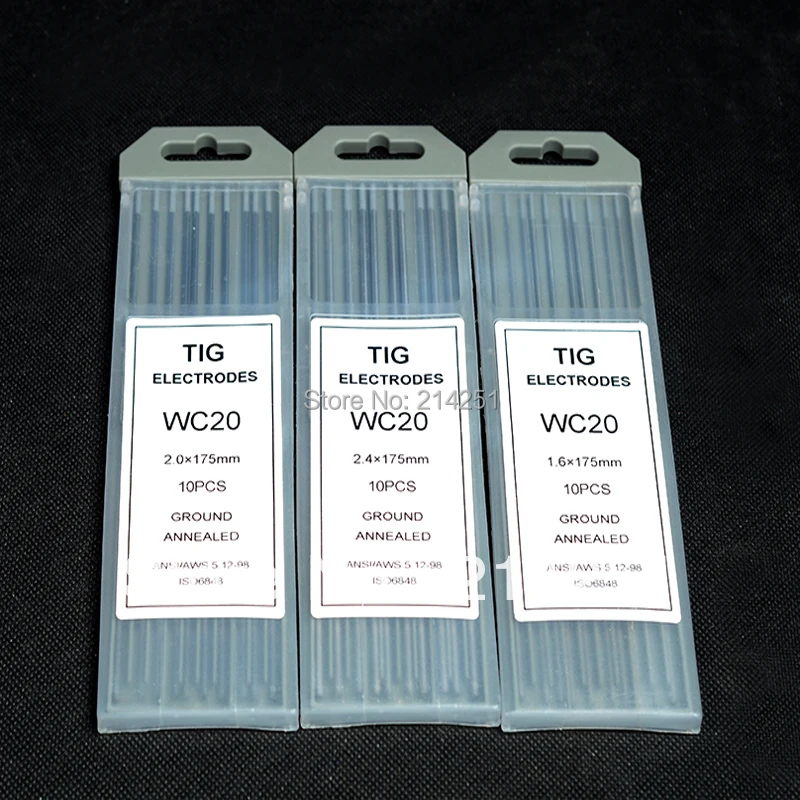 TIG
ELECTRODES
WC20
2.0×175mm
10PCS
GROUND
ANNEALED
ANSI/AWS 5.12-98
ISO6848
TIG
ELECTRODES
WC20
2.4×175mm
10PCS
GROUND
ANNEALED
ANSI/AWS 5.12-98
ISO6848
TIG
ELECTRODES
WC20
1.6×175mm
10PCS
GROUND
ANNEALED
ANSI/AWS 5.12-98
ISO6848
Store No: 214251